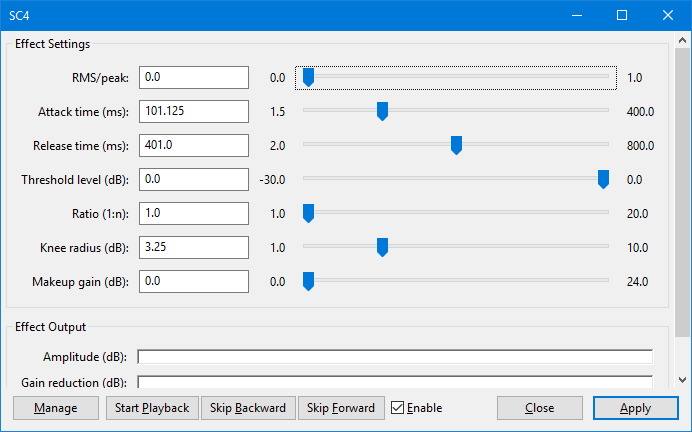 SC4
Effect Settings
RMS/peak: 0.0 0.0 1.0
Attack time (ms): 101.125 1.5 400.0
Release time (ms): 401.0 2.0 800.0
Threshold level (dB): 0.0 -30.0 0.0
Ratio (1:n): 1.0 1.0 20.0
Knee radius (dB): 3.25 1.0 10.0
Makeup gain (dB): 0.0 0.0 24.0
Effect Output
Amplitude (dB):
Gain reduction (dB):
Manage Start Playback Skip Backward Skip Forward Enable Close Apply